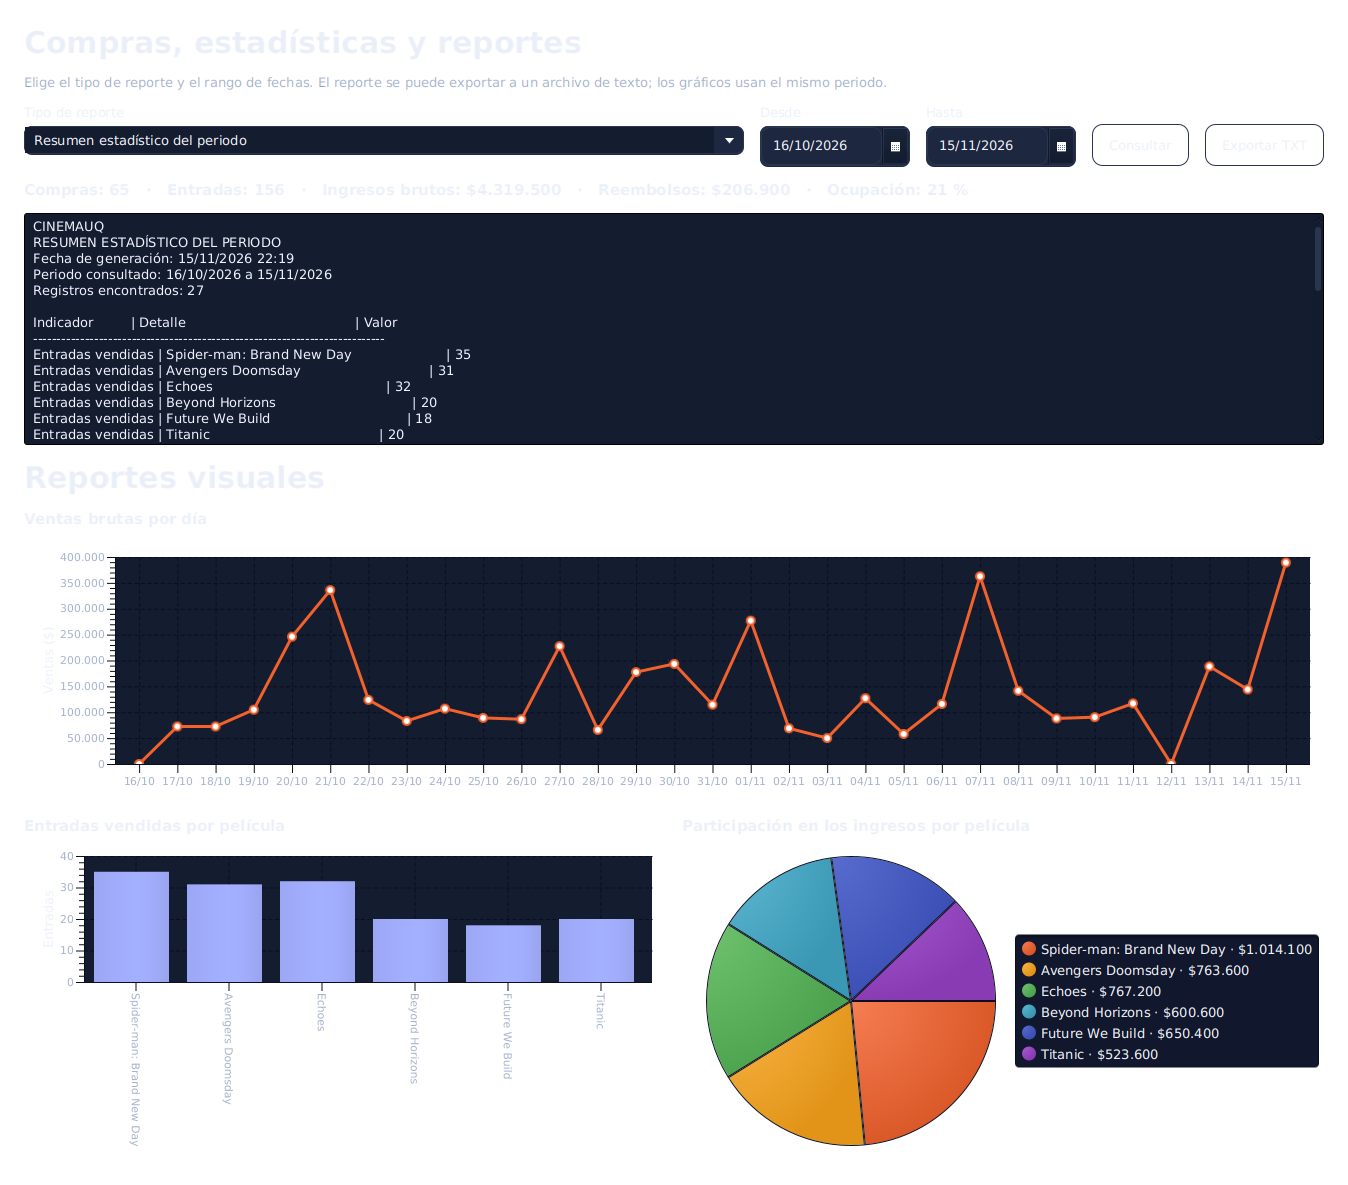 Compras, estadísticas y reportes
Elige el tipo de reporte y el rango de fechas. El reporte se puede exportar a un archivo de texto; los gráficos usan el mismo periodo.
Tipo de reporte Desde Hasta
Resumen estadístico del periodo 16/10/2026 15/11/2026 Consultar Exportar TXT
Compras: 65 · Entradas: 156 · Ingresos brutos: $4.319.500 · Reembolsos: $206.900 · Ocupación: 21 %
CINEMAUQ
RESUMEN ESTADÍSTICO DEL PERIODO
Fecha de generación: 15/11/2026 22:19
Periodo consultado: 16/10/2026 a 15/11/2026
Registros encontrados: 27
Indicador | Detalle | Valor
--------------------------------------------------------------------------
Entradas vendidas | Spider-man: Brand New Day | 35
Entradas vendidas | Avengers Doomsday | 31
Entradas vendidas | Echoes | 32
Entradas vendidas | Beyond Horizons | 20
Entradas vendidas | Future We Build | 18
Entradas vendidas | Titanic | 20
Reportes visuales
Ventas brutas por día
Ventas ($)
400.000
350.000
300.000
250.000
200.000
150.000
100.000
50.000
0
16/10 17/10 18/10 19/10 20/10 21/10 22/10 23/10 24/10 25/10 26/10 27/10 28/10 29/10 30/10 31/10 01/11 02/11 03/11 04/11 05/11 06/11 07/11 08/11 09/11 10/11 11/11 12/11 13/11 14/11 15/11
Entradas vendidas por película
Entradas
40
30
20
10
0
Spider-man: Brand New Day
Avengers Doomsday
Echoes
Beyond Horizons
Future We Build
Titanic
Participación en los ingresos por película
Spider-man: Brand New Day · $1.014.100
Avengers Doomsday · $763.600
Echoes · $767.200
Beyond Horizons · $600.600
Future We Build · $650.400
Titanic · $523.600